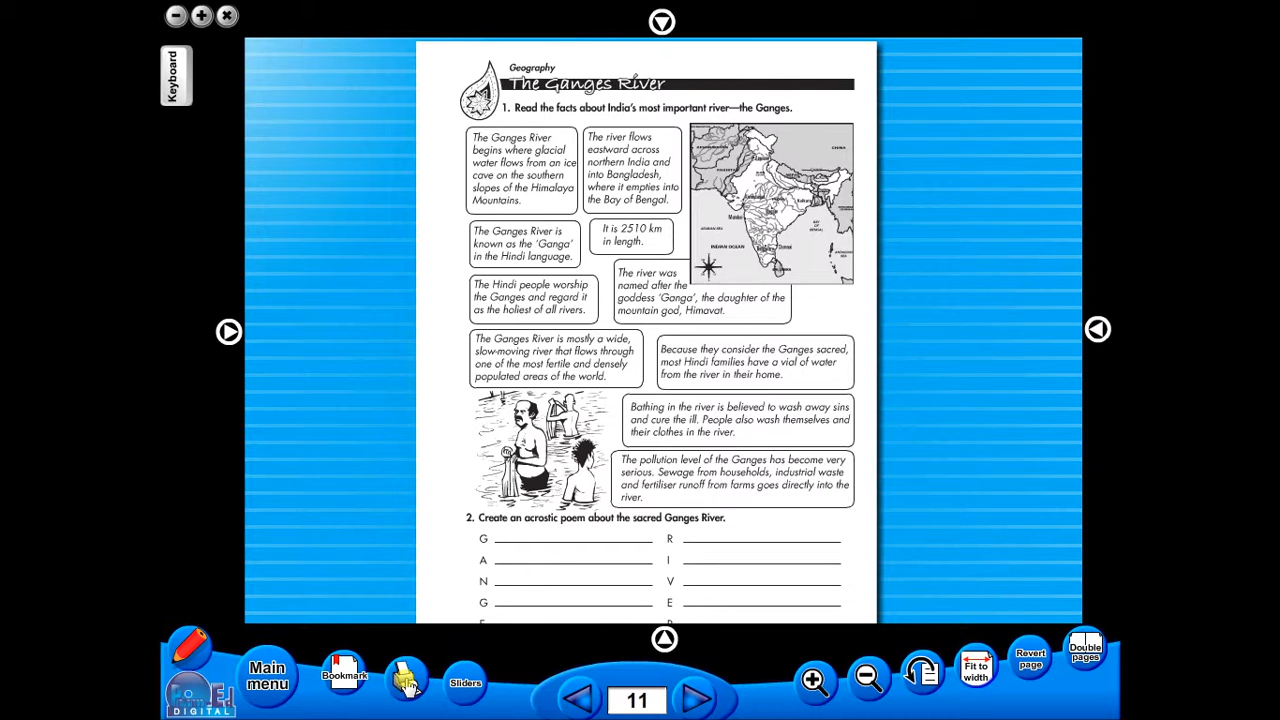 Keyboard
Geography
The Ganges River
1. Read the facts about India's most important river—the Ganges.
The Ganges River
begins where glacial
water flows from an ice
cave on the southern
slopes of the Himalaya
Mountains.
The river flows
eastward across
northern India and
into Bangladesh,
where it empties into
the Bay of Bengal.
CHINA
Mumbai
INDIAN OCEAN
The Ganges River is
known as the 'Ganga'
in the Hindi language.
It is 2510 km
in length.
The Hindi people worship
the Ganges and regard it
as the holiest of all rivers.
The river was
named after the
goddess 'Ganga', the daughter of the
mountain god, Himavat.
The Ganges River is mostly a wide,
slow-moving river that flows through
one of the most fertile and densely
populated areas of the world.
Because they consider the Ganges sacred,
most Hindi families have a vial of water
from the river in their home.
Bathing in the river is believed to wash away sins
and cure the ill. People also wash themselves and
their clothes in the river.
The pollution level of the Ganges has become very
serious. Sewage from households, industrial waste
and fertiliser runoff from farms goes directly into the
river.
2. Create an acrostic poem about the sacred Ganges River.
G
R
A
I
N
V
G
E
Main
menu
Bookmark
Sliders
11
Fit to
width
Revert
page
Double
pages
DIGITAL